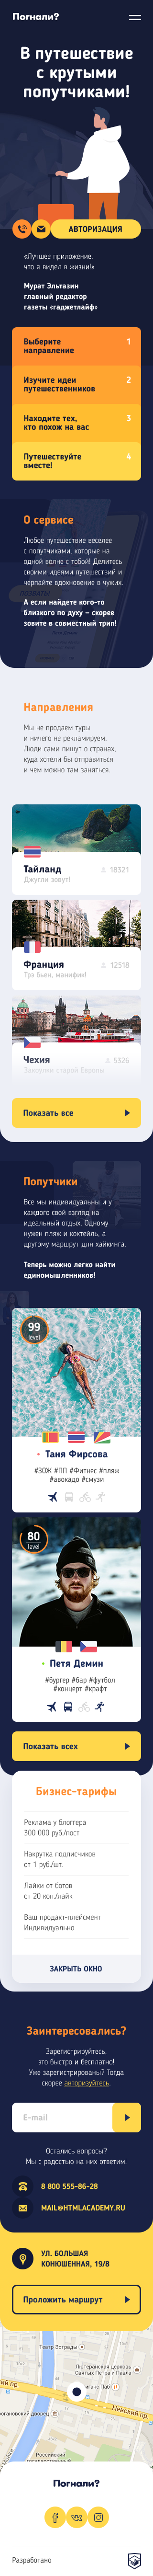 Погнали?
В путешествие
с крутыми
попутчиками!
АВТОРИЗАЦИЯ
«Лучшее приложение,
что я видел в жизни!»
Мурат Эльтазин
главный редактор
газеты «гаджетлайф»
Выберите
направление
1
Изучите идеи
путешественников
2
Находите тех,
кто похож на вас
3
Путешествуйте
вместе!
4
О сервисе
Любое путешествие веселее
с попутчиками, которые на
одной волне с тобой! Делитесь
своими идеями путешествий и
черпайте вдохновение у чужих.
А если найдете кого-то
близкого по духу – скорее
зовите в совместный трип!
Направления
Мы не продаем туры
и ничего не рекламируем.
Люди сами пишут о странах,
куда хотели бы отправиться
и чем можно там заняться.
Тайланд
18321
Джугли зовут!
Франция
12518
Трэ Бьен, манифик!
Чехия
5326
Закоулки старой Европы
Показать все
Попутчики
Все мы индивидуальны и у
каждого свой взгляд на
идеальный отдых. Одному
нужен пляж и коктейль, а
другому маршрут для хайкинга.
Теперь можно легко найти
единомышленников!
99
level
Таня Фирсова
#ЗОЖ #ПП #Фитнес #пляж
#авокадо #смузи
80
level
Петя Демин
#бургер #бар #футбол
#концерт #крафт
Показать всех
Бизнес-тарифы
Реклама у блоггера
300 000 руб./пост
Накрутка подписчиков
от 1 руб./шт.
Лайки от ботов
от 20 коп./лайк
Ваш продакт-плейсмент
Индивидуально
ЗАКРЫТЬ ОКНО
Заинтересовались?
Зарегистрируйтесь,
это быстро и бесплатно!
Уже зарегистрированы? Тогда
скорее авторизуйтесь.
E-mail
Остались вопросы?
Мы с радостью на них ответим!
8 800 555-86-28
MAIL@HTMLACADEMY.RU
УЛ. БОЛЬШАЯ
КОНЮШЕННАЯ, 19/8
Проложить маршрут
Театр Эстрады
Лютеранская церковь
Святых Петра и Павла
Невский пр.
Российский
Погнали?
Разработано